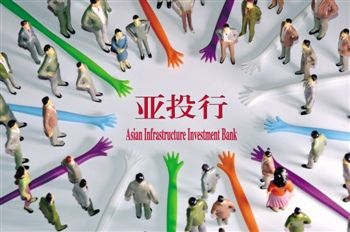 亚投行
Asian Infrastructure Investment Bank